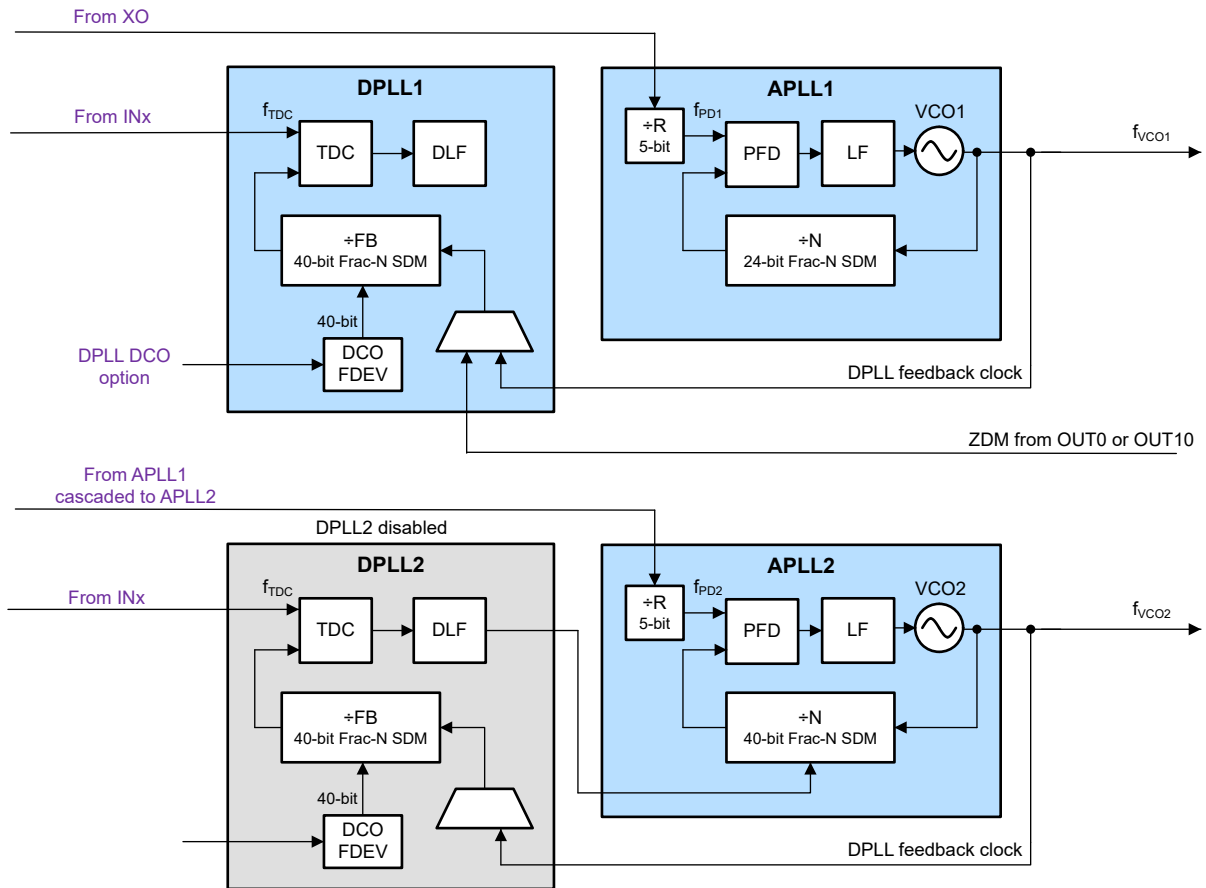 From XO
DPLL1
APLL1
From INx
fTDC
TDC
DLF
÷R
5-bit
fPD1
PFD
LF
VCO1
fVCO1
÷FB
40-bit Frac-N SDM
÷N
24-bit Frac-N SDM
40-bit
DPLL DCO
option
DCO
FDEV
DPLL feedback clock
ZDM from OUT0 or OUT10
From APLL1
cascaded to APLL2
DPLL2 disabled
DPLL2
APLL2
From INx
fTDC
TDC
DLF
÷R
5-bit
fPD2
PFD
LF
VCO2
fVCO2
÷FB
40-bit Frac-N SDM
÷N
40-bit Frac-N SDM
40-bit
DCO
FDEV
DPLL feedback clock